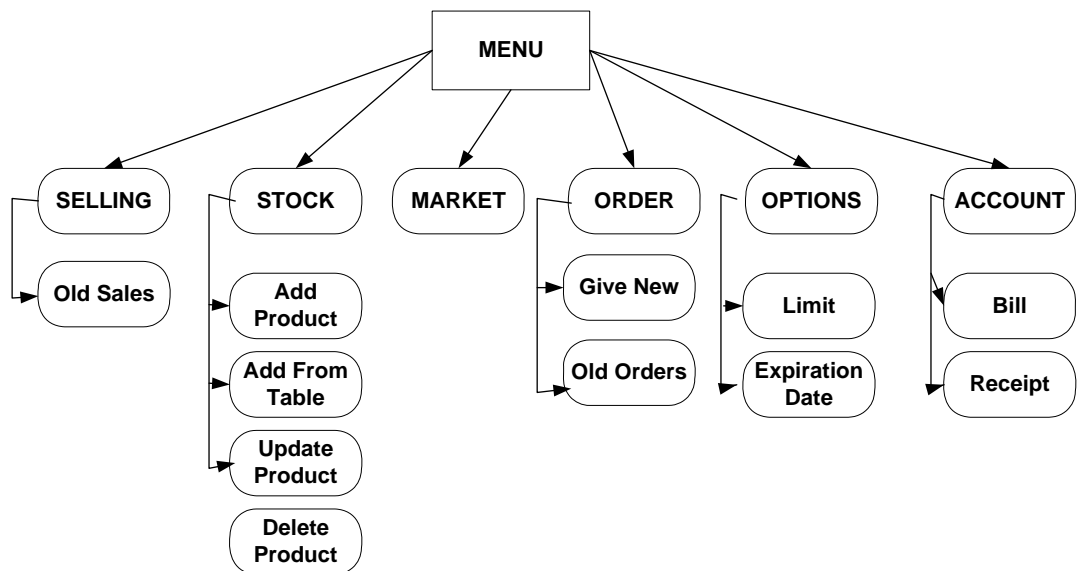 MENU
SELLING
STOCK
MARKET
ORDER
OPTIONS
ACCOUNT
Old Sales
Add
Product
Add From
Table
Update
Product
Delete
Product
Give New
Old Orders
Limit
Expiration
Date
Bill
Receipt